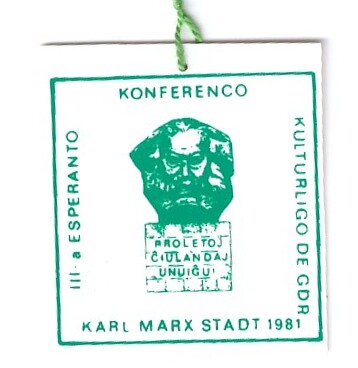 III-a ESPERANTO
KONFERENCO
KULTURLIGO DE GDR
PROLETOJ
ĈIULANDAJ
UNUIĜU!
KARL MARX STADT 1981